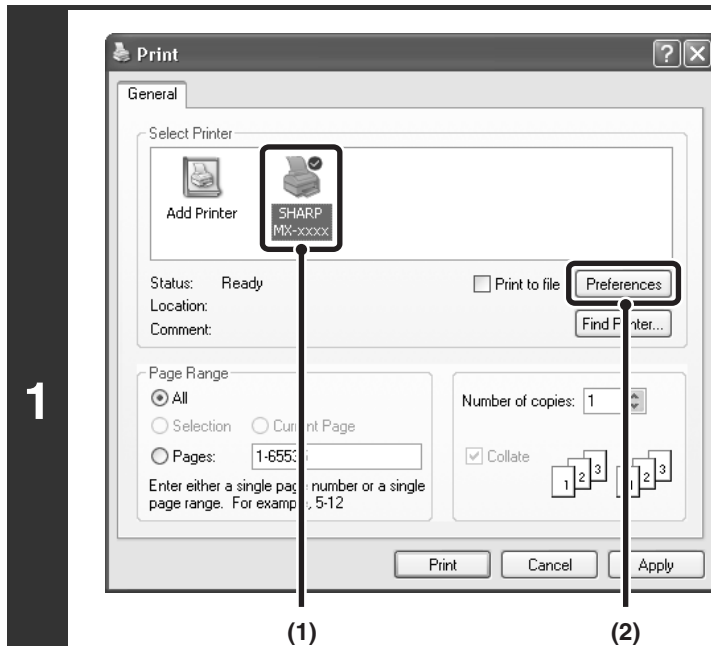 1
Print
General
Select Printer
Add Printer
SHARP
MX-xxxx
Status: Ready
Location:
Comment:
Print to file
Preferences
Find Printer...
Page Range
All
Selection
Current Page
Pages:
1-65535
Enter either a single page number or a single
page range. For example, 5-12
Number of copies: 1
Collate
1 2 3
1 2 3
Print
Cancel
Apply
(1)
(2)